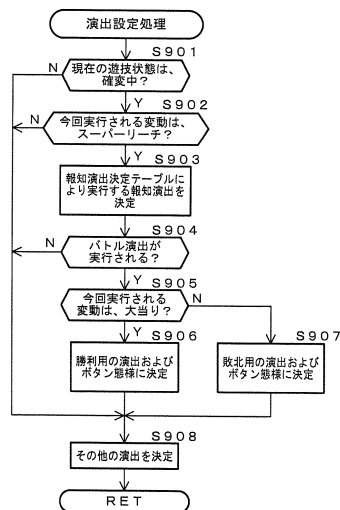 演出設定処理
S901
N
現在の遊技状態は、
確変中？
Y
S902
N
今回実行される変動は、
スーパーリーチ？
Y
S903
報知演出決定テーブルに
より実行する報知演出を
決定
S904
N
バトル演出が
実行される？
Y
S905
今回実行される
変動は、大当り？
N
Y
S906
勝利用の演出および
ボタン態様に決定
S907
敗北用の演出および
ボタン態様に決定
S908
その他の演出を決定
RET